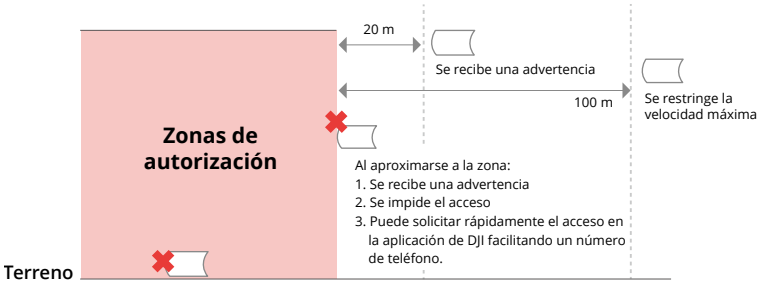 20 m
Se recibe una advertencia
100 m
Se restringe la
velocidad máxima
Zonas de
autorización
Al aproximarse a la zona:
1. Se recibe una advertencia
2. Se impide el acceso
3. Puede solicitar rápidamente el acceso en
la aplicación de DJI facilitando un número
de teléfono.
Terreno